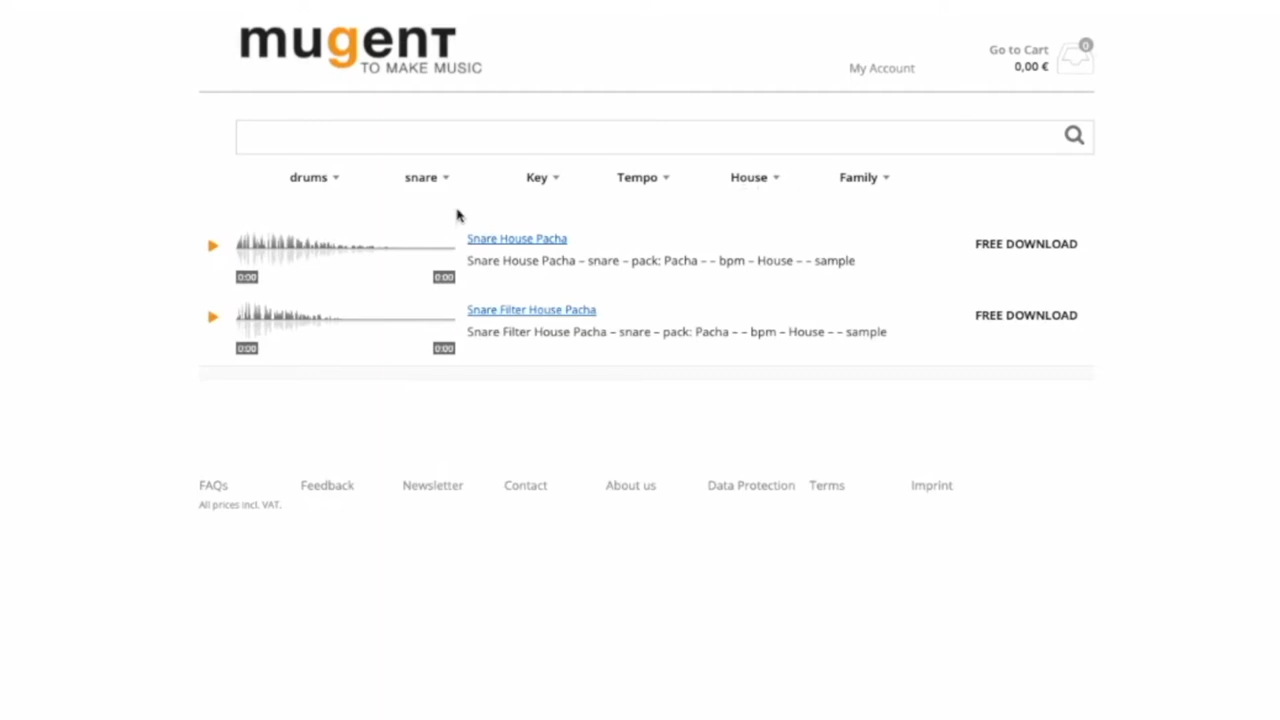 mugent
TO MAKE MUSIC
My Account
Go to Cart
0,00 €
0
drums
snare
Key
Tempo
House
Family
Snare House Pacha
Snare House Pacha – snare – pack: Pacha – – bpm – House – – sample
FREE DOWNLOAD
0:00
0:00
Snare Filter House Pacha
Snare Filter House Pacha – snare – pack: Pacha – – bpm – House – – sample
FREE DOWNLOAD
0:00
0:00
FAQs
Feedback
Newsletter
Contact
About us
Data Protection
Terms
Imprint
All prices incl. VAT.